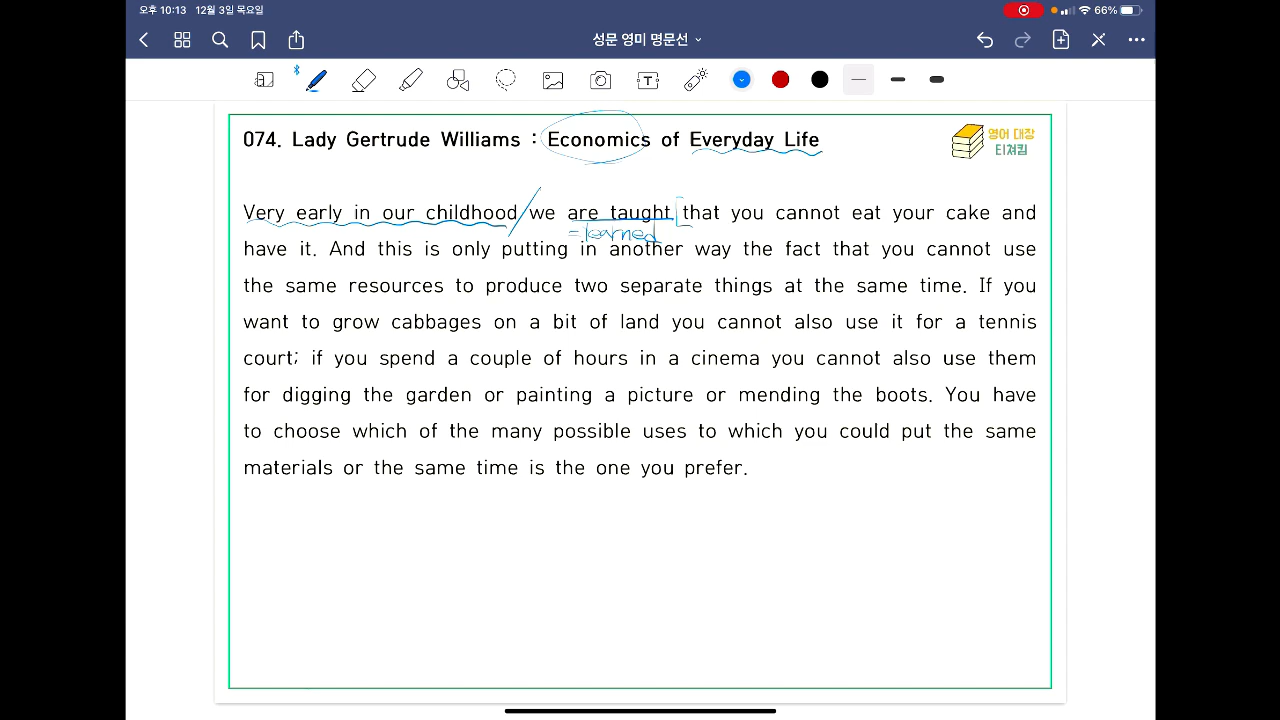 오후 10:13 12월 3일 목요일
66%
성문 영미 명문선
074. Lady Gertrude Williams : Economics of Everyday Life
영어 대장
티쳐킴
Very early in our childhood we are taught that you cannot eat your cake and
=learned
have it. And this is only putting in another way the fact that you cannot use
the same resources to produce two separate things at the same time. If you
want to grow cabbages on a bit of land you cannot also use it for a tennis
court; if you spend a couple of hours in a cinema you cannot also use them
for digging the garden or painting a picture or mending the boots. You have
to choose which of the many possible uses to which you could put the same
materials or the same time is the one you prefer.